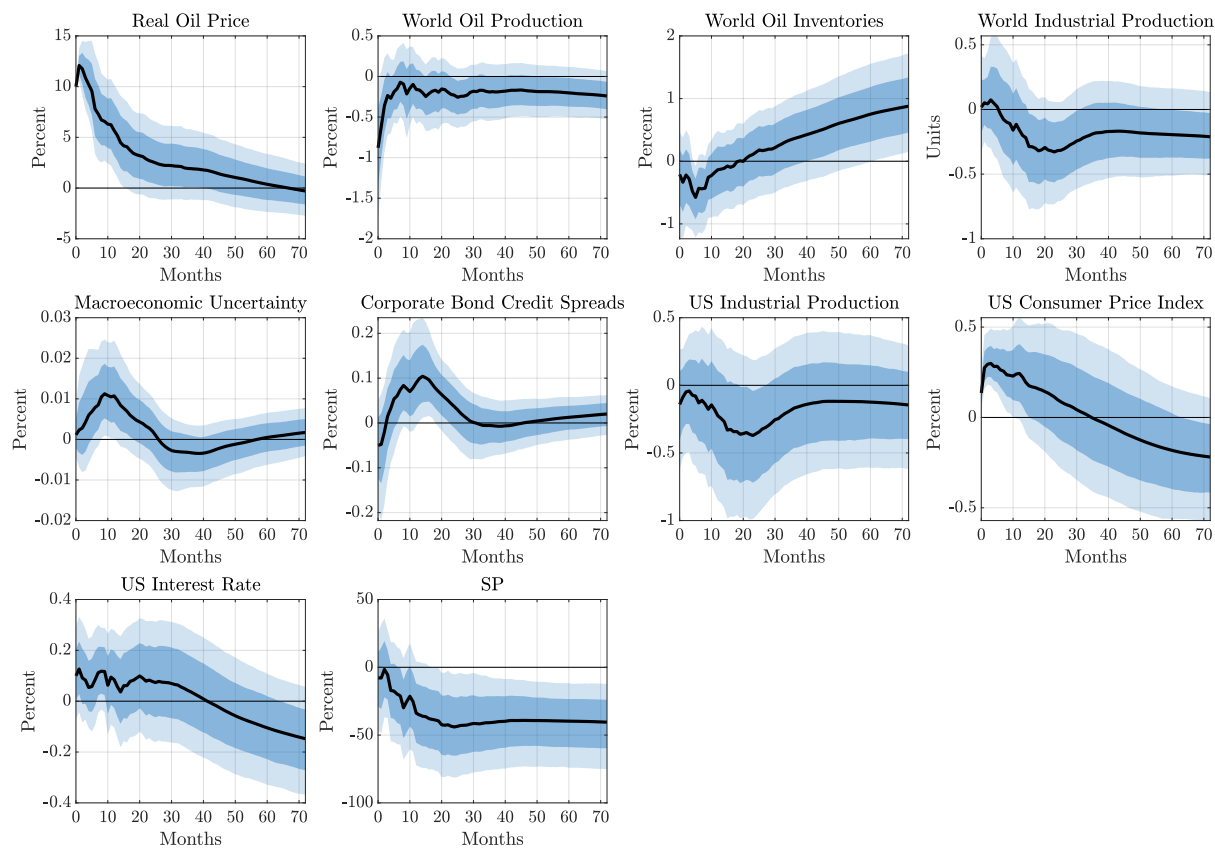 Real Oil Price
World Oil Production
World Oil Inventories
World Industrial Production
15
10
5
0
-5
Percent
0 10 20 30 40 50 60 70
Months
0.5
0
-0.5
-1
-1.5
-2
Percent
0 10 20 30 40 50 60 70
Months
2
1
0
-1
Percent
0 10 20 30 40 50 60 70
Months
0.5
0
-0.5
-1
Units
0 10 20 30 40 50 60 70
Months
Macroeconomic Uncertainty
Corporate Bond Credit Spreads
US Industrial Production
US Consumer Price Index
0.03
0.02
0.01
0
-0.01
-0.02
Percent
0 10 20 30 40 50 60 70
Months
0.2
0.1
0
-0.1
-0.2
Percent
0 10 20 30 40 50 60 70
Months
0.5
0
-0.5
-1
Percent
0 10 20 30 40 50 60 70
Months
0.5
0
-0.5
Percent
0 10 20 30 40 50 60 70
Months
US Interest Rate
SP
0.4
0.2
0
-0.2
-0.4
Percent
0 10 20 30 40 50 60 70
Months
50
0
-50
-100
Percent
0 10 20 30 40 50 60 70
Months